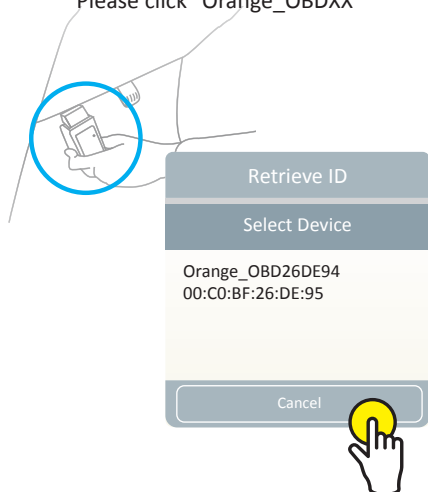 Please click "Orange_OBDXX"
Retrieve ID
Select Device
Orange_OBD26DE94
00:C0:BF:26:DE:95
Cancel